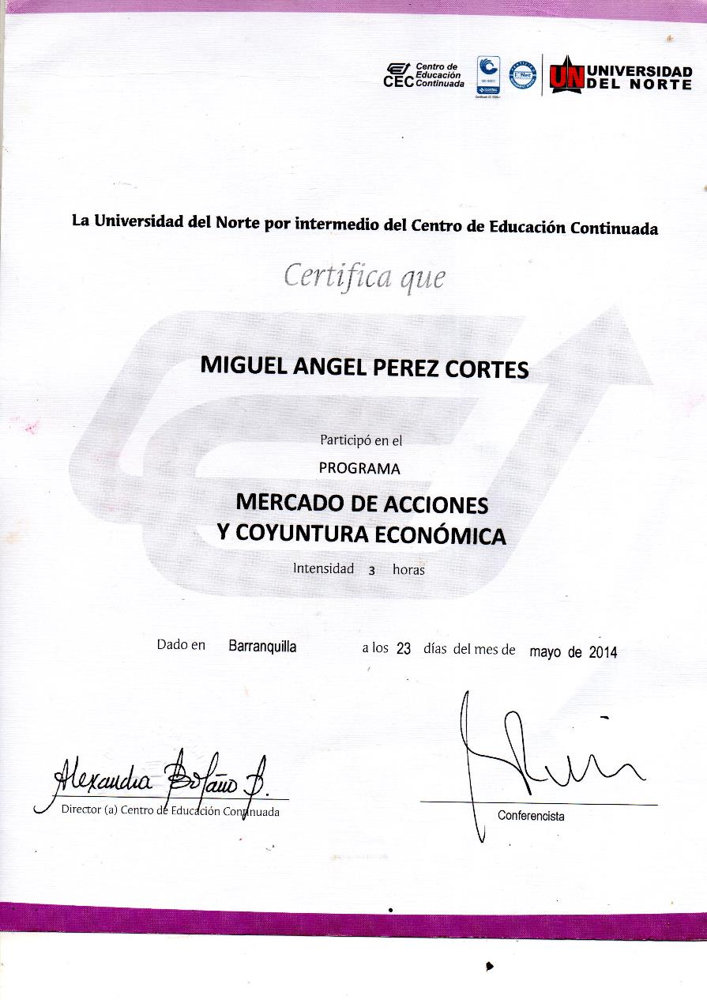 CEC Centro de Educación Continuada
ISO 9001
icontec
UN UNIVERSIDAD DEL NORTE
La Universidad del Norte por intermedio del Centro de Educación Continuada
Certifica que
MIGUEL ANGEL PEREZ CORTES
Participó en el
PROGRAMA
MERCADO DE ACCIONES
Y COYUNTURA ECONÓMICA
Intensidad 3 horas
Dado en Barranquilla a los 23 días del mes de mayo de 2014
Alexandra Bolaño B.
Director (a) Centro de Educación Continuada
Conferencista